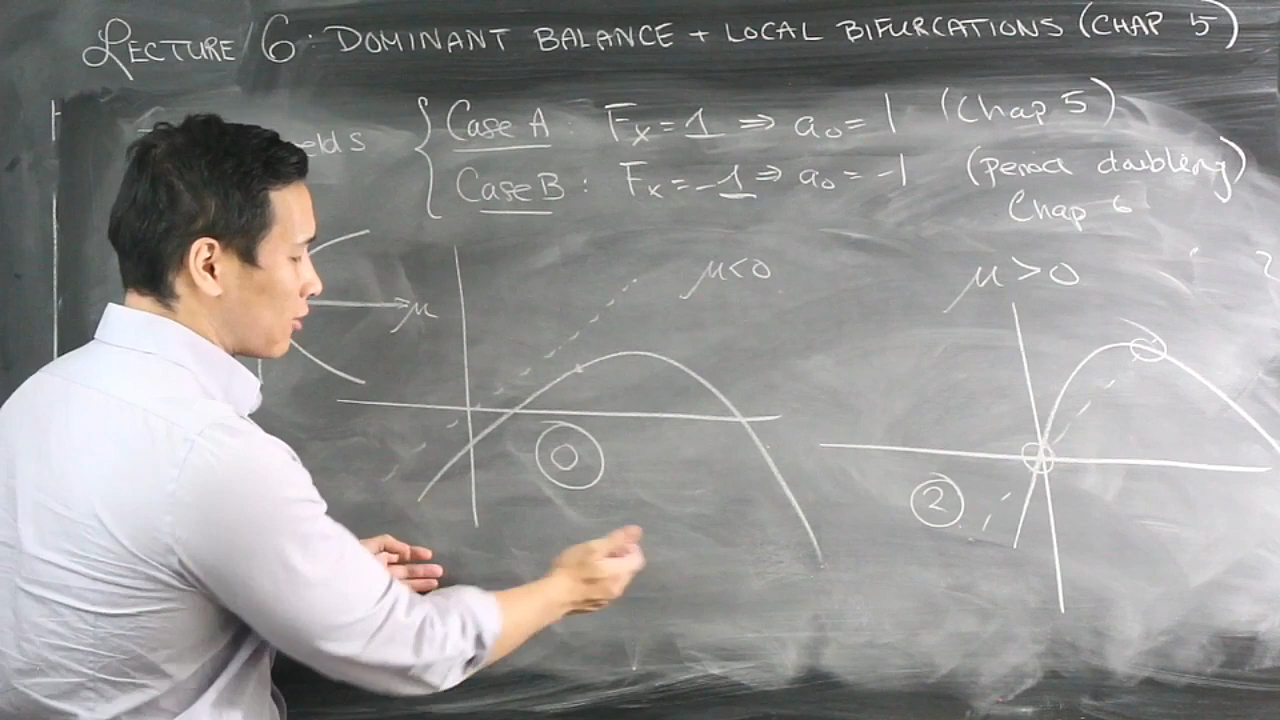 LECTURE 6: DOMINANT BALANCE + LOCAL BIFURCATIONS (CHAP 5)
elds { Case A: Fx = 1 ⇒ a₀ = 1 (Chap 5)
Case B: Fx = -1 ⇒ a₀ = -1 (period doubling)
Chap 6
μ<0
μ>0
μ
0
2